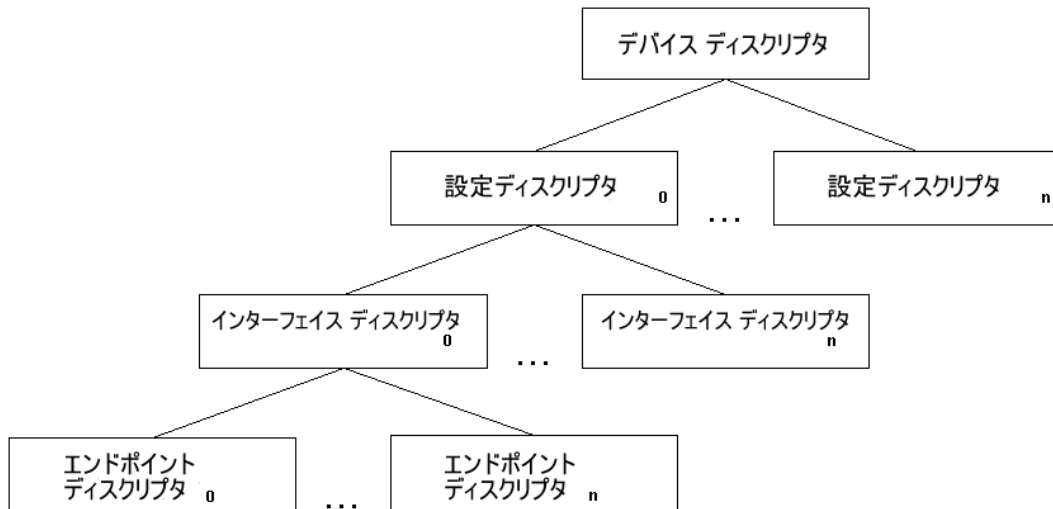 デバイス ディスクリプタ
設定ディスクリプタ 0
...
設定ディスクリプタ n
インターフェイス ディスクリプタ
0
...
インターフェイス ディスクリプタ
n
エンドポイント
ディスクリプタ 0
...
エンドポイント
ディスクリプタ n